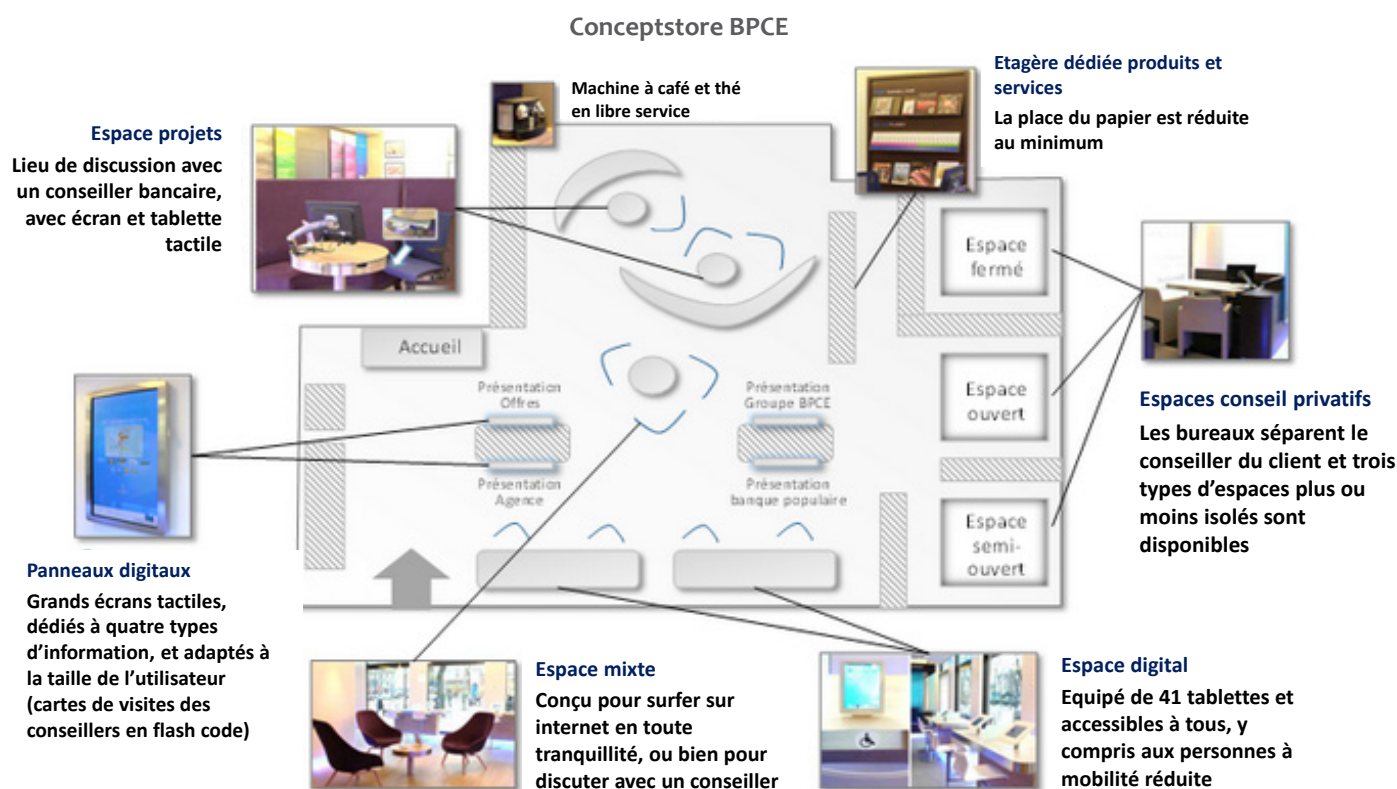 Conceptstore BPCE
Machine à café et thé
en libre service
Etagère dédiée produits et
services
La place du papier est réduite
au minimum
Espace projets
Lieu de discussion avec
un conseiller bancaire,
avec écran et tablette
tactile
Espace
fermé
Accueil
Présentation
Offres
Présentation
Groupe BPCE
Espace
ouvert
Présentation
Agence
Présentation
banque populaire
Espace
semi-
ouvert
Espaces conseil privatifs
Les bureaux séparent le
conseiller du client et trois
types d’espaces plus ou
moins isolés sont
disponibles
Panneaux digitaux
Grands écrans tactiles,
dédiés à quatre types
d’information, et adaptés à
la taille de l’utilisateur
(cartes de visites des
conseillers en flash code)
Espace mixte
Conçu pour surfer sur
internet en toute
tranquillité, ou bien pour
discuter avec un conseiller
Espace digital
Equipé de 41 tablettes et
accessibles à tous, y
compris aux personnes à
mobilité réduite